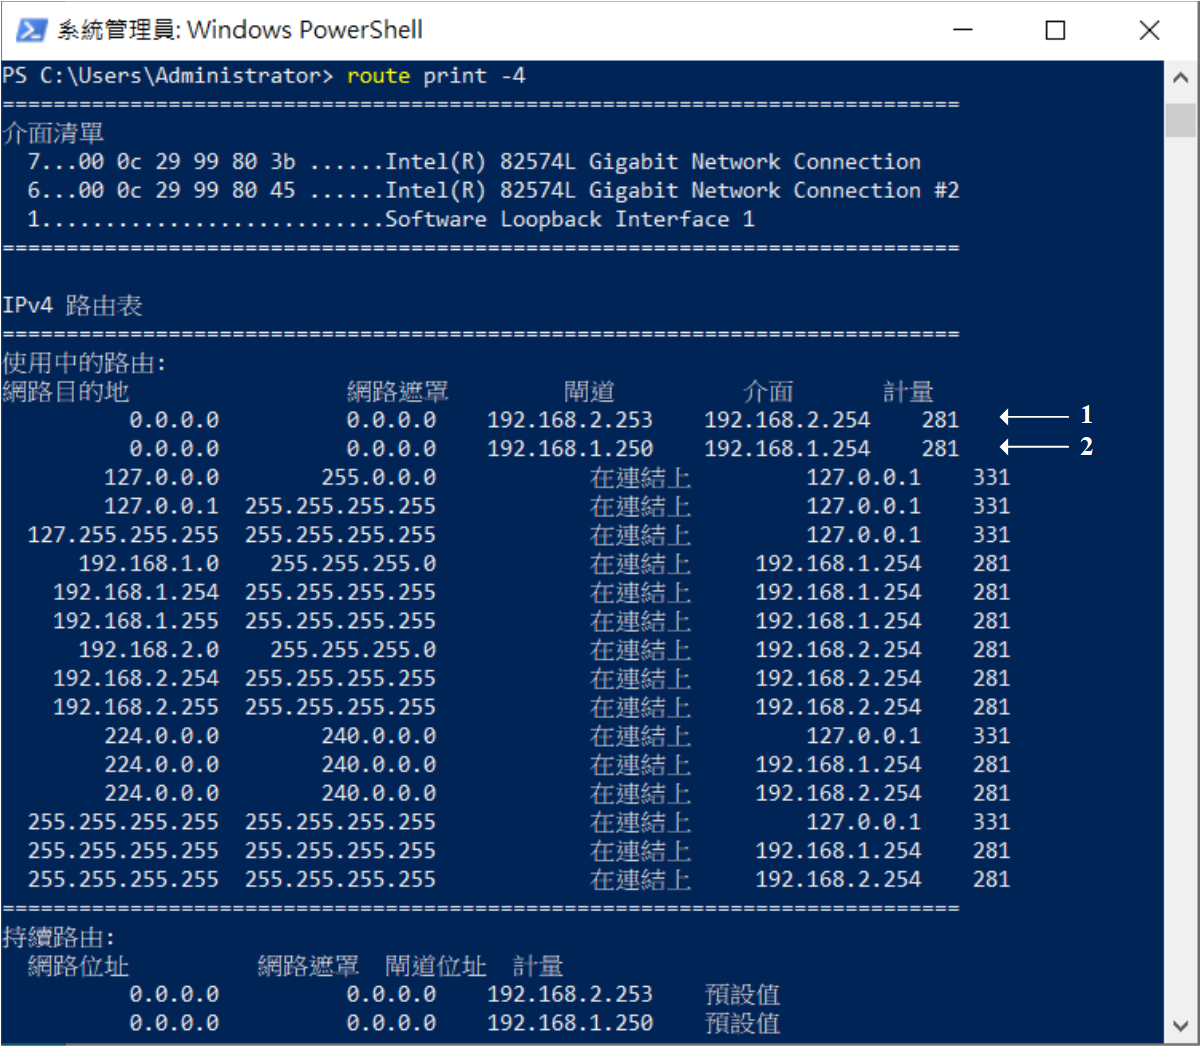 系統管理員: Windows PowerShell
PS C:\Users\Administrator> route print -4
===========================================================================
介面清單
  7...00 0c 29 99 80 3b ......Intel(R) 82574L Gigabit Network Connection
  6...00 0c 29 99 80 45 ......Intel(R) 82574L Gigabit Network Connection #2
  1...........................Software Loopback Interface 1
===========================================================================
IPv4 路由表
===========================================================================
使用中的路由:
網路目的地                 網路遮罩         閘道          介面       計量
          0.0.0.0          0.0.0.0    192.168.2.253    192.168.2.254    281 1
          0.0.0.0          0.0.0.0    192.168.1.250    192.168.1.254    281 2
        127.0.0.0        255.0.0.0            在連結上         127.0.0.1    331
        127.0.0.1  255.255.255.255            在連結上         127.0.0.1    331
  127.255.255.255  255.255.255.255            在連結上         127.0.0.1    331
      192.168.1.0    255.255.255.0            在連結上     192.168.1.254    281
    192.168.1.254  255.255.255.255            在連結上     192.168.1.254    281
    192.168.1.255  255.255.255.255            在連結上     192.168.1.254    281
      192.168.2.0    255.255.255.0            在連結上     192.168.2.254    281
    192.168.2.254  255.255.255.255            在連結上     192.168.2.254    281
    192.168.2.255  255.255.255.255            在連結上     192.168.2.254    281
        224.0.0.0        240.0.0.0            在連結上         127.0.0.1    331
        224.0.0.0        240.0.0.0            在連結上     192.168.1.254    281
        224.0.0.0        240.0.0.0            在連結上     192.168.2.254    281
  255.255.255.255  255.255.255.255            在連結上         127.0.0.1    331
  255.255.255.255  255.255.255.255            在連結上     192.168.1.254    281
  255.255.255.255  255.255.255.255            在連結上     192.168.2.254    281
===========================================================================
持續路由:
  網路位址          網路遮罩  閘道位址  計量
          0.0.0.0          0.0.0.0    192.168.2.253    預設值
          0.0.0.0          0.0.0.0    192.168.1.250    預設值